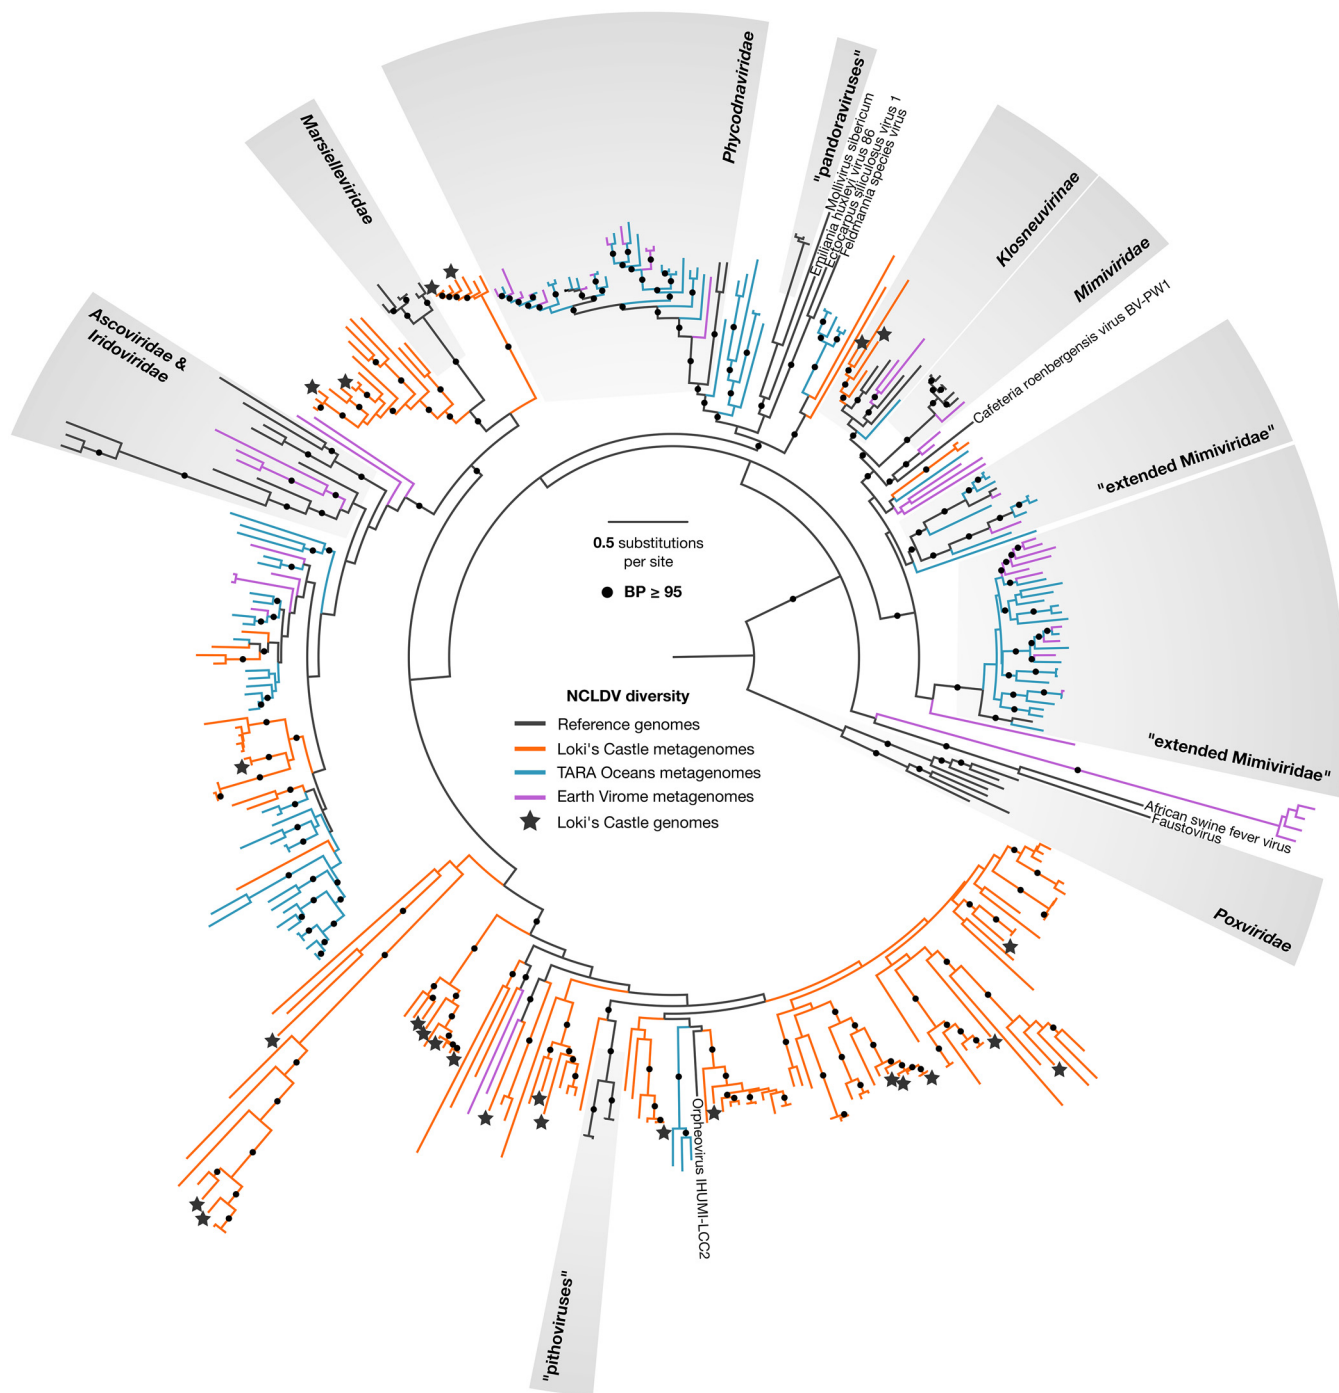 Phycodnaviridae
"pandoraviruses"
Mollivirus sibericum
Emiliania huxleyi virus 86
Ectocarpus siliculosus virus 1
Feldmannia species virus
Marsielleviridae
Klosneuvirinae
Mimiviridae
Cafeteria roenbergensis virus BV-PW1
Ascoviridae &
Iridoviridae
"extended Mimiviridae"
0.5 substitutions
per site
BP ≥ 95
NCLDV diversity
Reference genomes
Loki's Castle metagenomes
TARA Oceans metagenomes
Earth Virome metagenomes
Loki's Castle genomes
"extended Mimiviridae"
African swine fever virus
Faustovirus
Poxviridae
Orpheovirus IHUMI-LCC2
"pithoviruses"